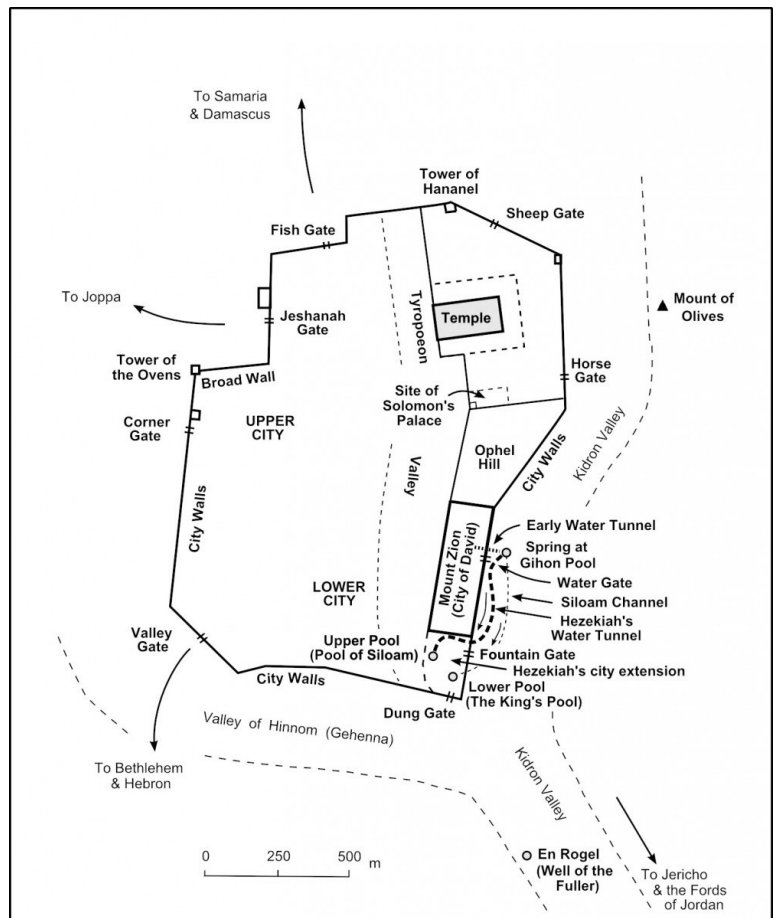 To Samaria
& Damascus
Tower of
Hananel
Sheep Gate
Fish Gate
To Joppa
Jeshanah
Gate
Tyropoeon
Temple
Mount of
Olives
Tower of
the Ovens
Broad Wall
Horse
Gate
Site of
Solomon's
Palace
Corner
Gate
UPPER
CITY
Ophel
Hill
City Walls
Kidron Valley
Valley
City Walls
Early Water Tunnel
Spring at
Gihon Pool
Mount Zion
(City of David)
Water Gate
LOWER
CITY
Siloam Channel
Hezekiah's
Water Tunnel
Valley
Gate
Upper Pool
(Pool of Siloam)
Fountain Gate
Hezekiah's city extension
City Walls
Lower Pool
(The King's Pool)
Dung Gate
Valley of Hinnom (Gehenna)
To Bethlehem
& Hebron
Kidron Valley
0 250 500 m
En Rogel
(Well of the
Fuller)
To Jericho
& the Fords
of Jordan